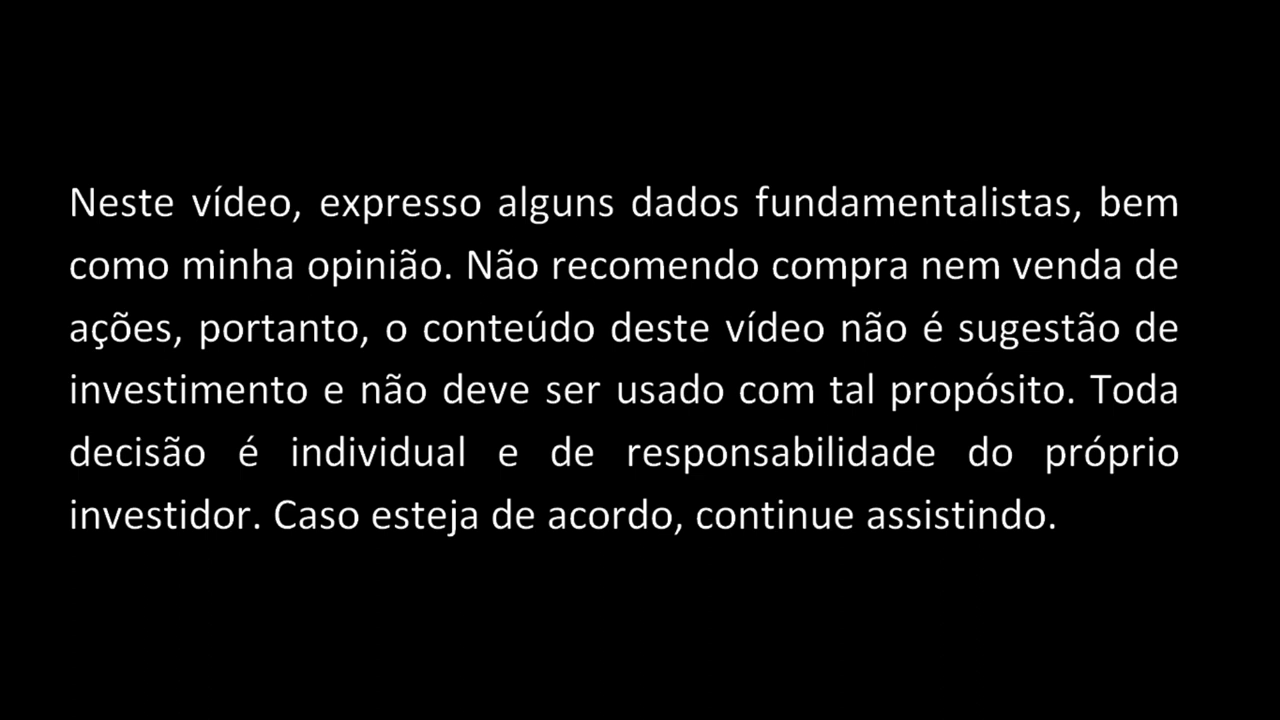 Neste vídeo, expresso alguns dados fundamentalistas, bem
como minha opinião. Não recomendo compra nem venda de
ações, portanto, o conteúdo deste vídeo não é sugestão de
investimento e não deve ser usado com tal propósito. Toda
decisão é individual e de responsabilidade do próprio
investidor. Caso esteja de acordo, continue assistindo.